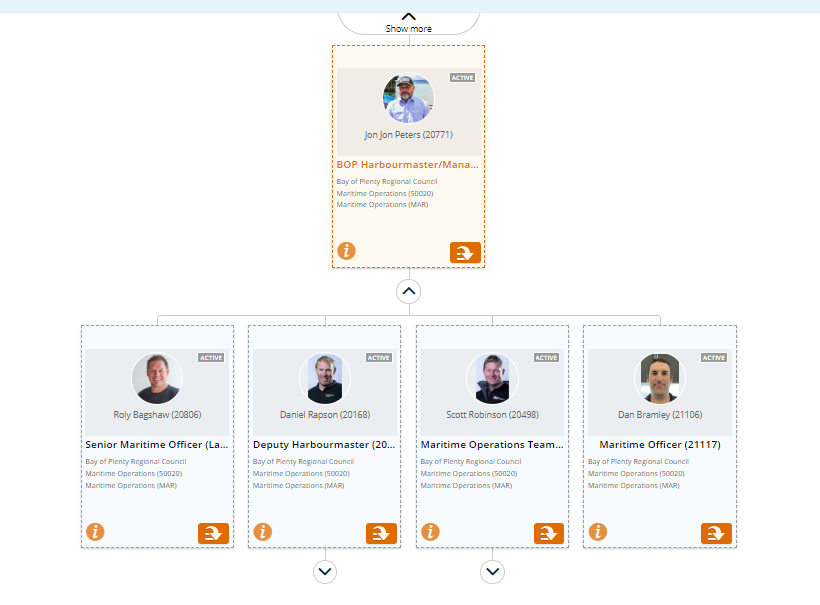 Show more
ACTIVE
Jon Jon Peters (20771)
BOP Harbourmaster/Mana...
Bay of Plenty Regional Council
Maritime Operations (50020)
Maritime Operations (MAR)
i
ACTIVE
Roly Bagshaw (20806)
Senior Maritime Officer (La...
Bay of Plenty Regional Council
Maritime Operations (50020)
Maritime Operations (MAR)
i
ACTIVE
Daniel Rapson (20168)
Deputy Harbourmaster (20...
Bay of Plenty Regional Council
Maritime Operations (50020)
Maritime Operations (MAR)
i
ACTIVE
Scott Robinson (20498)
Maritime Operations Team...
Bay of Plenty Regional Council
Maritime Operations (50020)
Maritime Operations (MAR)
i
ACTIVE
Dan Bramley (21106)
Maritime Officer (21117)
Bay of Plenty Regional Council
Maritime Operations (50020)
Maritime Operations (MAR)
i